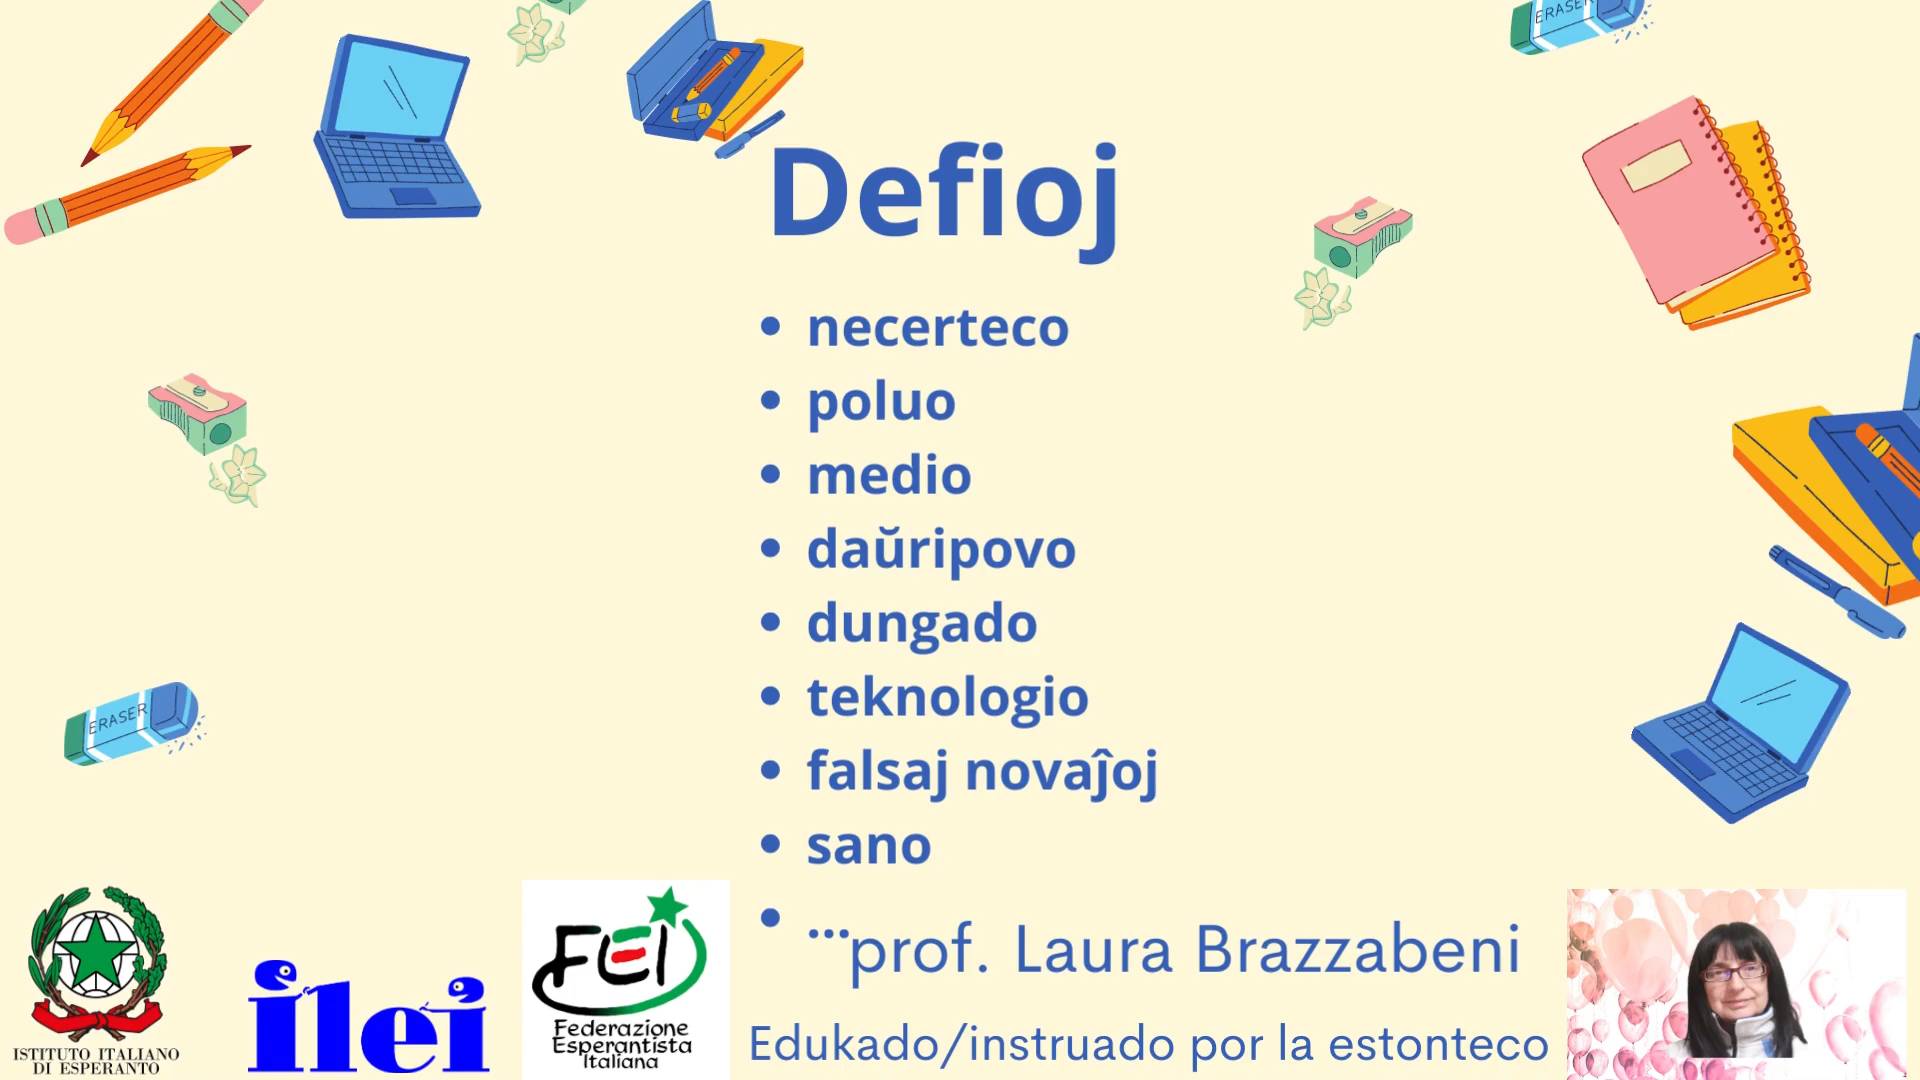 ERASER
Defioj
• necerteco
• poluo
• medio
• daŭripovo
• dungado
• teknologio
• falsaj novaĵoj
• sano
• ...
ERASER
prof. Laura Brazzabeni
Edukado/instruado por la estonteco
ISTITUTO ITALIANO
DI ESPERANTO
ilei
FEI
Federazione
Esperantista
Italiana